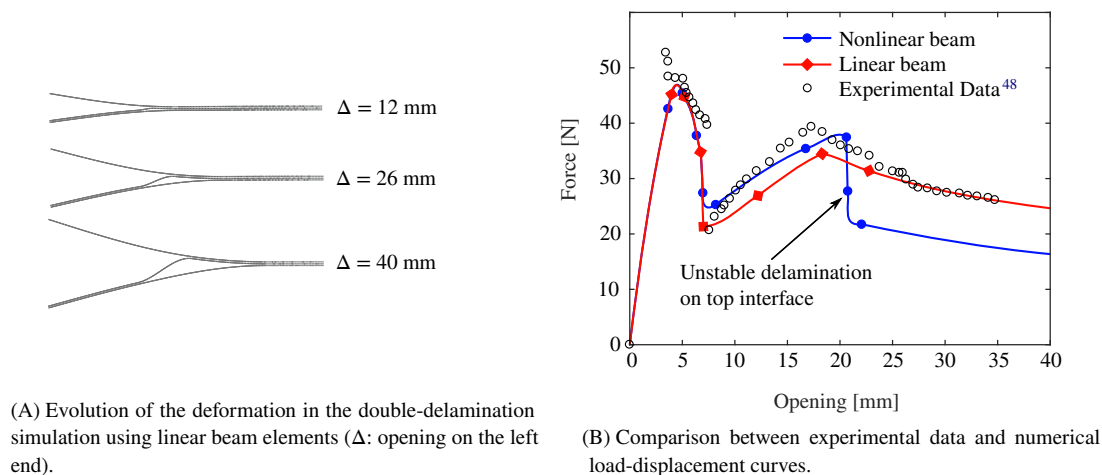 Δ = 12 mm
Δ = 26 mm
Δ = 40 mm
(A) Evolution of the deformation in the double-delamination
simulation using linear beam elements (Δ: opening on the left
end).
Nonlinear beam
Linear beam
Experimental Data48
Force [N]
50
40
30
20
10
0
Unstable delamination
on top interface
0 5 10 15 20 25 30 35 40
Opening [mm]
(B) Comparison between experimental data and numerical
load-displacement curves.